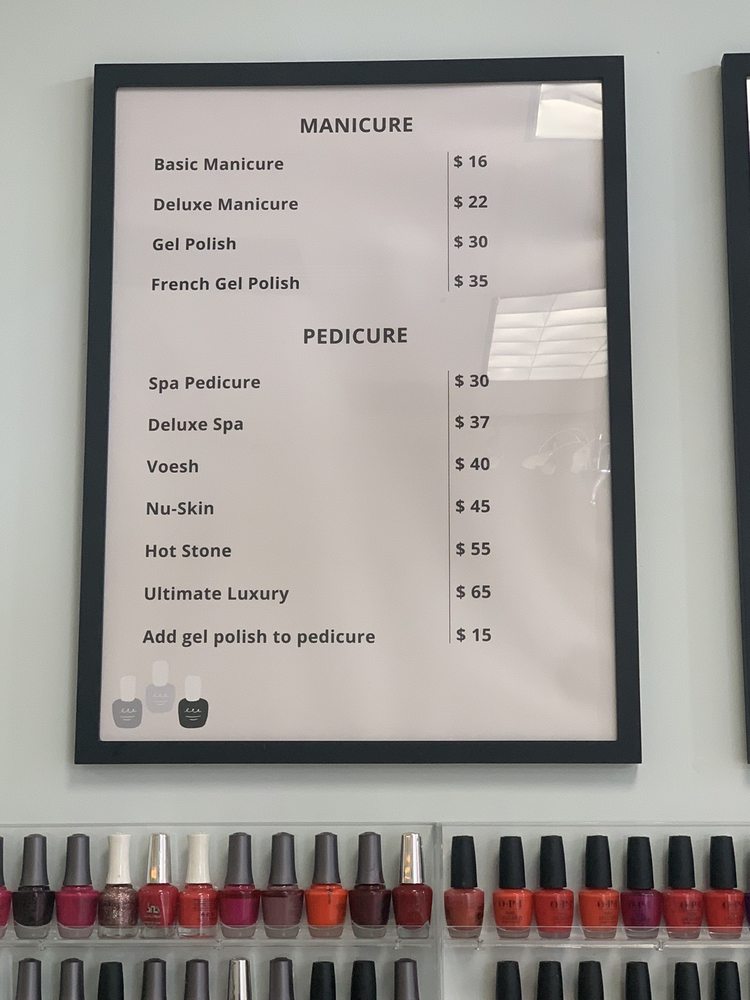 MANICURE
Basic Manicure $ 16
Deluxe Manicure $ 22
Gel Polish $ 30
French Gel Polish $ 35
PEDICURE
Spa Pedicure $ 30
Deluxe Spa $ 37
Voesh $ 40
Nu-Skin $ 45
Hot Stone $ 55
Ultimate Luxury $ 65
Add gel polish to pedicure $ 15
O·P·I O·P·I O·P·I O·P·I O·P·I O·P·I